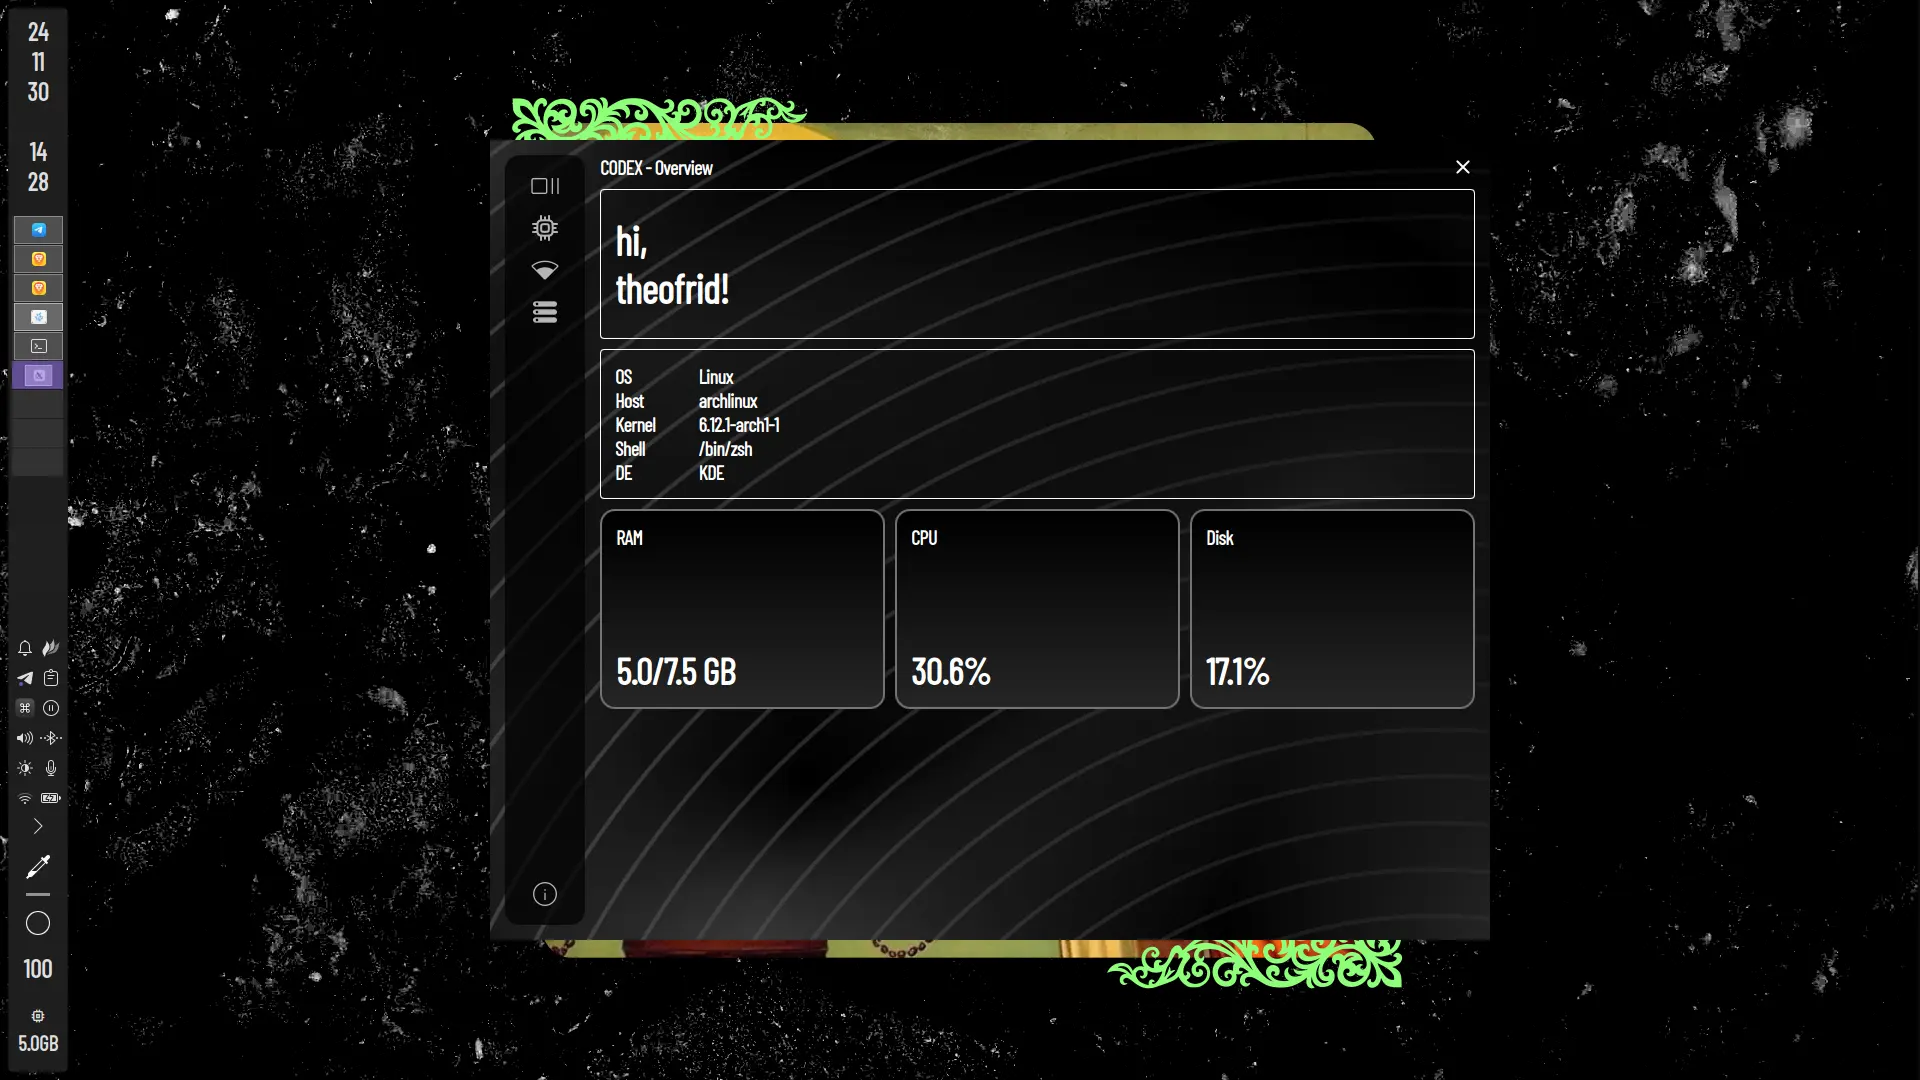 24
11
30
14
28
100
5.0GB
CODEX - Overview
hi,
theofrid!
OS Linux
Host archlinux
Kernel 6.12.1-arch1-1
Shell /bin/zsh
DE KDE
RAM
5.0/7.5 GB
CPU
30.6%
Disk
17.1%